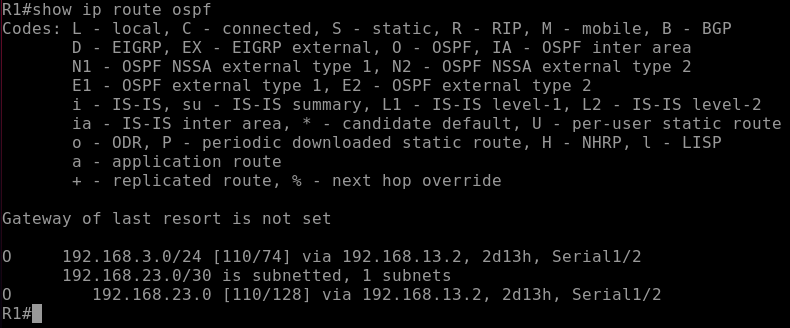 R1#show ip route ospf
Codes: L - local, C - connected, S - static, R - RIP, M - mobile, B - BGP
       D - EIGRP, EX - EIGRP external, O - OSPF, IA - OSPF inter area
       N1 - OSPF NSSA external type 1, N2 - OSPF NSSA external type 2
       E1 - OSPF external type 1, E2 - OSPF external type 2
       i - IS-IS, su - IS-IS summary, L1 - IS-IS level-1, L2 - IS-IS level-2
       ia - IS-IS inter area, * - candidate default, U - per-user static route
       o - ODR, P - periodic downloaded static route, H - NHRP, l - LISP
       a - application route
       + - replicated route, % - next hop override

Gateway of last resort is not set

O     192.168.3.0/24 [110/74] via 192.168.13.2, 2d13h, Serial1/2
      192.168.23.0/30 is subnetted, 1 subnets
O        192.168.23.0 [110/128] via 192.168.13.2, 2d13h, Serial1/2
R1#